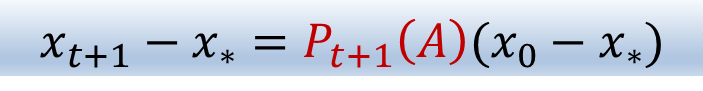 x_{t+1} − x_* = P_{t+1}(A)(x_0 − x_*)